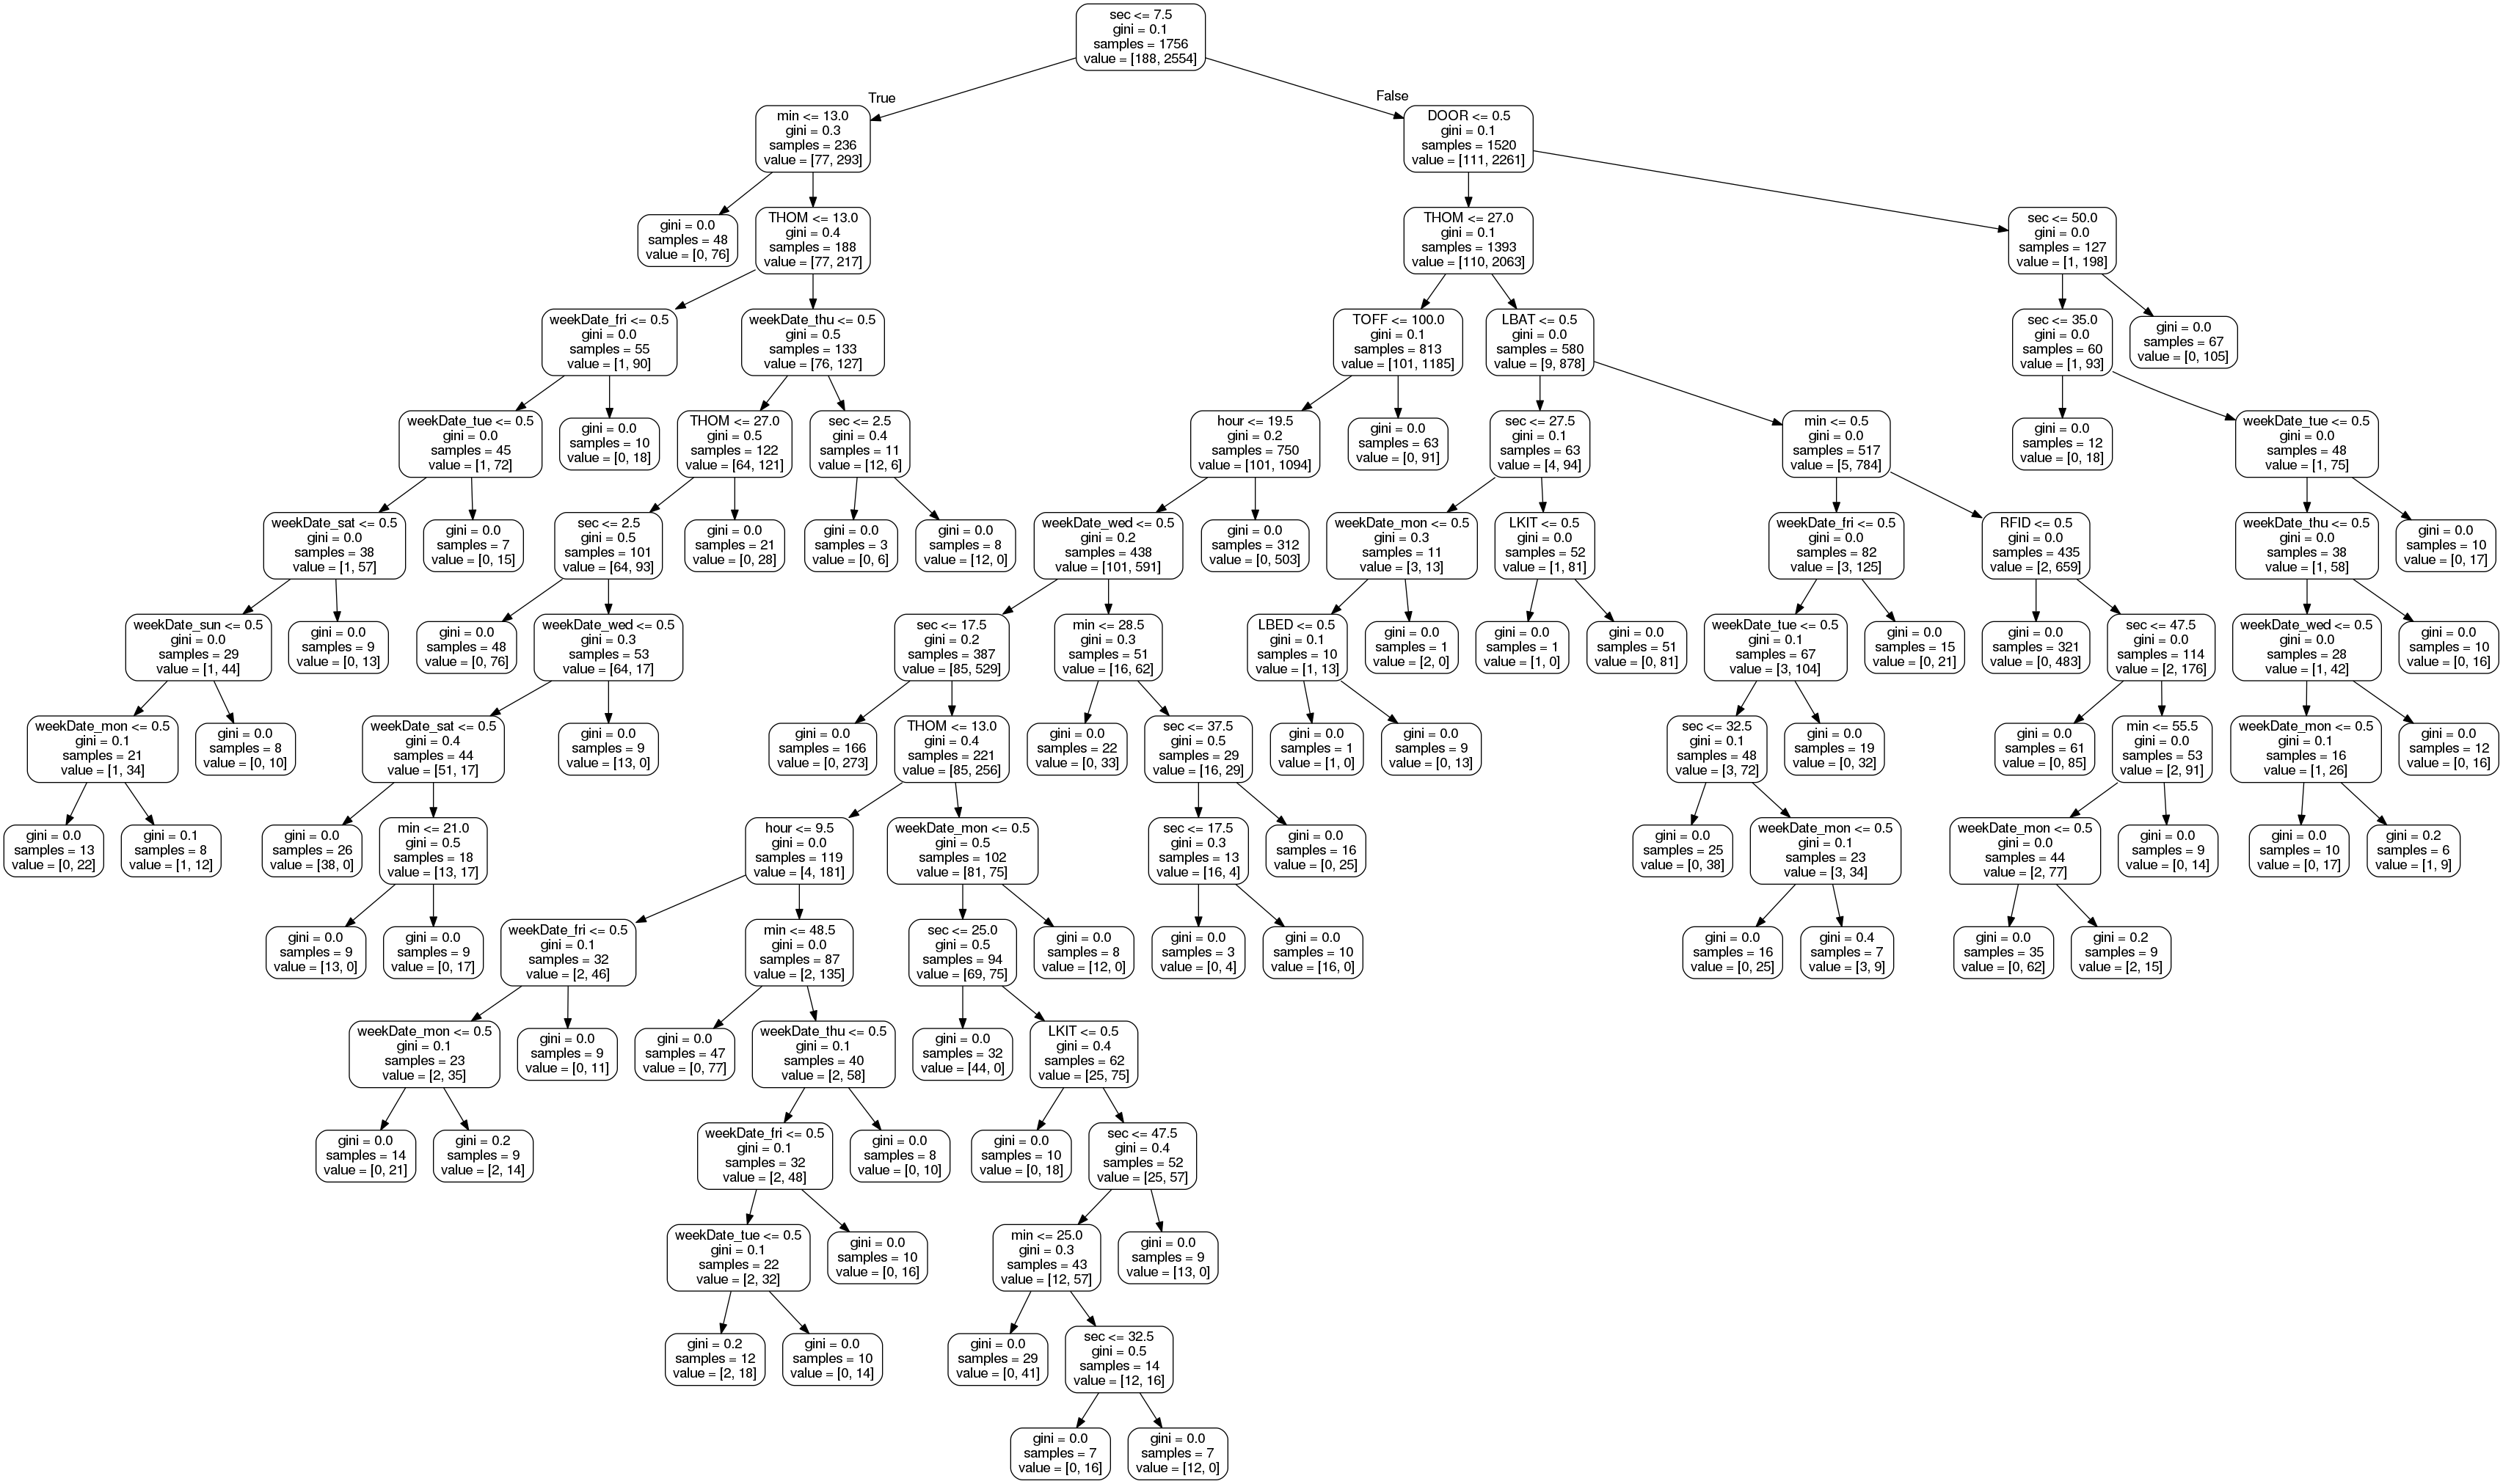 sec <= 7.5
gini = 0.1
samples = 1756
value = [188, 2554]
True
False
min <= 13.0
gini = 0.3
samples = 236
value = [77, 293]
DOOR <= 0.5
gini = 0.1
samples = 1520
value = [111, 2261]
gini = 0.0
samples = 48
value = [0, 76]
THOM <= 13.0
gini = 0.4
samples = 188
value = [77, 217]
THOM <= 27.0
gini = 0.1
samples = 1393
value = [110, 2063]
sec <= 50.0
gini = 0.0
samples = 127
value = [1, 198]
weekDate_fri <= 0.5
gini = 0.0
samples = 55
value = [1, 90]
weekDate_thu <= 0.5
gini = 0.5
samples = 133
value = [76, 127]
TOFF <= 100.0
gini = 0.1
samples = 813
value = [101, 1185]
LBAT <= 0.5
gini = 0.0
samples = 580
value = [9, 878]
sec <= 35.0
gini = 0.0
samples = 60
value = [1, 93]
gini = 0.0
samples = 67
value = [0, 105]
weekDate_tue <= 0.5
gini = 0.0
samples = 45
value = [1, 72]
gini = 0.0
samples = 10
value = [0, 18]
THOM <= 27.0
gini = 0.5
samples = 122
value = [64, 121]
sec <= 2.5
gini = 0.4
samples = 11
value = [12, 6]
hour <= 19.5
gini = 0.2
samples = 750
value = [101, 1094]
gini = 0.0
samples = 63
value = [0, 91]
sec <= 27.5
gini = 0.1
samples = 63
value = [4, 94]
min <= 0.5
gini = 0.0
samples = 517
value = [5, 784]
gini = 0.0
samples = 12
value = [0, 18]
weekDate_tue <= 0.5
gini = 0.0
samples = 48
value = [1, 75]
weekDate_sat <= 0.5
gini = 0.0
samples = 38
value = [1, 57]
gini = 0.0
samples = 7
value = [0, 15]
sec <= 2.5
gini = 0.5
samples = 101
value = [64, 93]
gini = 0.0
samples = 21
value = [0, 28]
gini = 0.0
samples = 3
value = [0, 6]
gini = 0.0
samples = 8
value = [12, 0]
weekDate_wed <= 0.5
gini = 0.2
samples = 438
value = [101, 591]
gini = 0.0
samples = 312
value = [0, 503]
weekDate_mon <= 0.5
gini = 0.3
samples = 11
value = [3, 13]
LKIT <= 0.5
gini = 0.0
samples = 52
value = [1, 81]
weekDate_fri <= 0.5
gini = 0.0
samples = 82
value = [3, 125]
RFID <= 0.5
gini = 0.0
samples = 435
value = [2, 659]
weekDate_thu <= 0.5
gini = 0.0
samples = 38
value = [1, 58]
gini = 0.0
samples = 10
value = [0, 17]
weekDate_sun <= 0.5
gini = 0.0
samples = 29
value = [1, 44]
gini = 0.0
samples = 9
value = [0, 13]
gini = 0.0
samples = 48
value = [0, 76]
weekDate_wed <= 0.5
gini = 0.3
samples = 53
value = [64, 17]
sec <= 17.5
gini = 0.2
samples = 387
value = [85, 529]
min <= 28.5
gini = 0.3
samples = 51
value = [16, 62]
LBED <= 0.5
gini = 0.1
samples = 10
value = [1, 13]
gini = 0.0
samples = 1
value = [2, 0]
gini = 0.0
samples = 1
value = [1, 0]
gini = 0.0
samples = 51
value = [0, 81]
weekDate_tue <= 0.5
gini = 0.1
samples = 67
value = [3, 104]
gini = 0.0
samples = 15
value = [0, 21]
gini = 0.0
samples = 321
value = [0, 483]
sec <= 47.5
gini = 0.0
samples = 114
value = [2, 176]
weekDate_wed <= 0.5
gini = 0.0
samples = 28
value = [1, 42]
gini = 0.0
samples = 10
value = [0, 16]
weekDate_mon <= 0.5
gini = 0.1
samples = 21
value = [1, 34]
gini = 0.0
samples = 8
value = [0, 10]
weekDate_sat <= 0.5
gini = 0.4
samples = 44
value = [51, 17]
gini = 0.0
samples = 9
value = [13, 0]
gini = 0.0
samples = 166
value = [0, 273]
THOM <= 13.0
gini = 0.4
samples = 221
value = [85, 256]
gini = 0.0
samples = 22
value = [0, 33]
sec <= 37.5
gini = 0.5
samples = 29
value = [16, 29]
gini = 0.0
samples = 1
value = [1, 0]
gini = 0.0
samples = 9
value = [0, 13]
sec <= 32.5
gini = 0.1
samples = 48
value = [3, 72]
gini = 0.0
samples = 19
value = [0, 32]
gini = 0.0
samples = 61
value = [0, 85]
min <= 55.5
gini = 0.0
samples = 53
value = [2, 91]
weekDate_mon <= 0.5
gini = 0.1
samples = 16
value = [1, 26]
gini = 0.0
samples = 12
value = [0, 16]
gini = 0.0
samples = 13
value = [0, 22]
gini = 0.1
samples = 8
value = [1, 12]
gini = 0.0
samples = 26
value = [38, 0]
min <= 21.0
gini = 0.5
samples = 18
value = [13, 17]
hour <= 9.5
gini = 0.0
samples = 119
value = [4, 181]
weekDate_mon <= 0.5
gini = 0.5
samples = 102
value = [81, 75]
sec <= 17.5
gini = 0.3
samples = 13
value = [16, 4]
gini = 0.0
samples = 16
value = [0, 25]
gini = 0.0
samples = 25
value = [0, 38]
weekDate_mon <= 0.5
gini = 0.1
samples = 23
value = [3, 34]
weekDate_mon <= 0.5
gini = 0.0
samples = 44
value = [2, 77]
gini = 0.0
samples = 9
value = [0, 14]
gini = 0.0
samples = 10
value = [0, 17]
gini = 0.2
samples = 6
value = [1, 9]
gini = 0.0
samples = 9
value = [13, 0]
gini = 0.0
samples = 9
value = [0, 17]
weekDate_fri <= 0.5
gini = 0.1
samples = 32
value = [2, 46]
min <= 48.5
gini = 0.0
samples = 87
value = [2, 135]
sec <= 25.0
gini = 0.5
samples = 94
value = [69, 75]
gini = 0.0
samples = 8
value = [12, 0]
gini = 0.0
samples = 3
value = [0, 4]
gini = 0.0
samples = 10
value = [16, 0]
gini = 0.0
samples = 16
value = [0, 25]
gini = 0.4
samples = 7
value = [3, 9]
gini = 0.0
samples = 35
value = [0, 62]
gini = 0.2
samples = 9
value = [2, 15]
weekDate_mon <= 0.5
gini = 0.1
samples = 23
value = [2, 35]
gini = 0.0
samples = 9
value = [0, 11]
gini = 0.0
samples = 47
value = [0, 77]
weekDate_thu <= 0.5
gini = 0.1
samples = 40
value = [2, 58]
gini = 0.0
samples = 32
value = [44, 0]
LKIT <= 0.5
gini = 0.4
samples = 62
value = [25, 75]
gini = 0.0
samples = 14
value = [0, 21]
gini = 0.2
samples = 9
value = [2, 14]
weekDate_fri <= 0.5
gini = 0.1
samples = 32
value = [2, 48]
gini = 0.0
samples = 8
value = [0, 10]
gini = 0.0
samples = 10
value = [0, 18]
sec <= 47.5
gini = 0.4
samples = 52
value = [25, 57]
weekDate_tue <= 0.5
gini = 0.1
samples = 22
value = [2, 32]
gini = 0.0
samples = 10
value = [0, 16]
min <= 25.0
gini = 0.3
samples = 43
value = [12, 57]
gini = 0.0
samples = 9
value = [13, 0]
gini = 0.2
samples = 12
value = [2, 18]
gini = 0.0
samples = 10
value = [0, 14]
gini = 0.0
samples = 29
value = [0, 41]
sec <= 32.5
gini = 0.5
samples = 14
value = [12, 16]
gini = 0.0
samples = 7
value = [0, 16]
gini = 0.0
samples = 7
value = [12, 0]